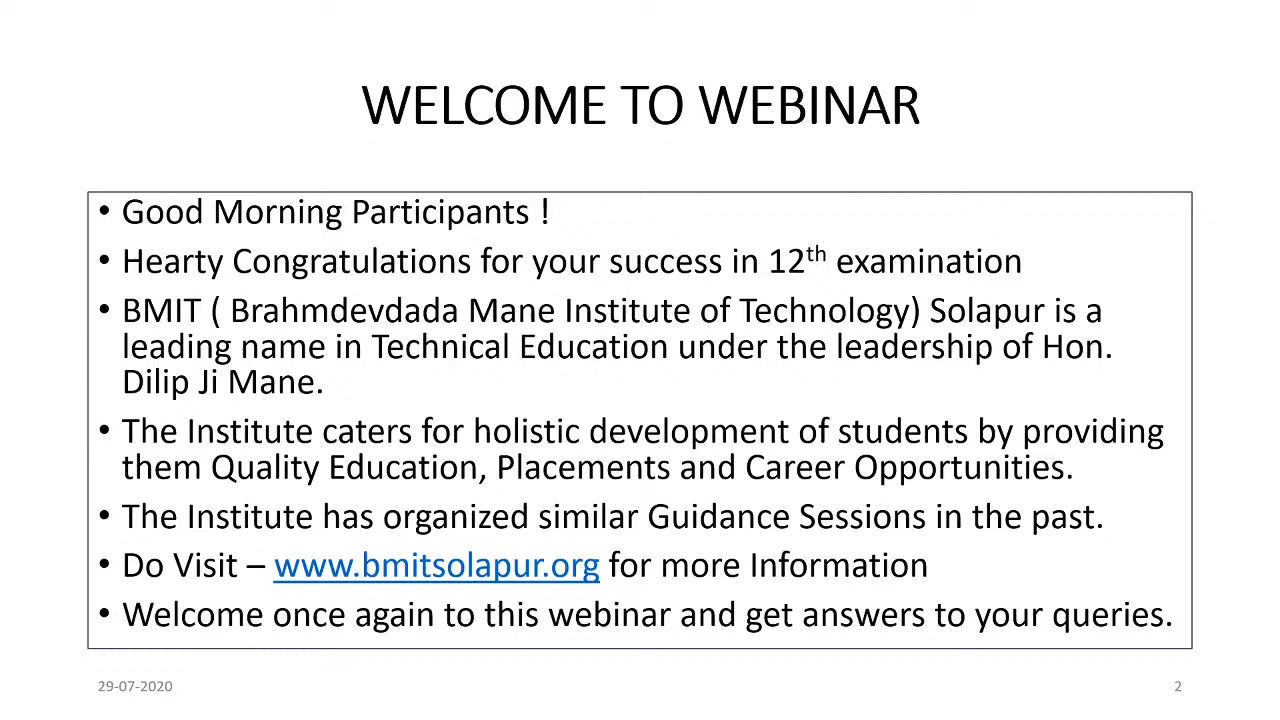 WELCOME TO WEBINAR
• Good Morning Participants !
• Hearty Congratulations for your success in 12th examination
• BMIT ( Brahmdevdada Mane Institute of Technology) Solapur is a
leading name in Technical Education under the leadership of Hon.
Dilip Ji Mane.
• The Institute caters for holistic development of students by providing
them Quality Education, Placements and Career Opportunities.
• The Institute has organized similar Guidance Sessions in the past.
• Do Visit – www.bmitsolapur.org for more Information
• Welcome once again to this webinar and get answers to your queries.
29-07-2020
2